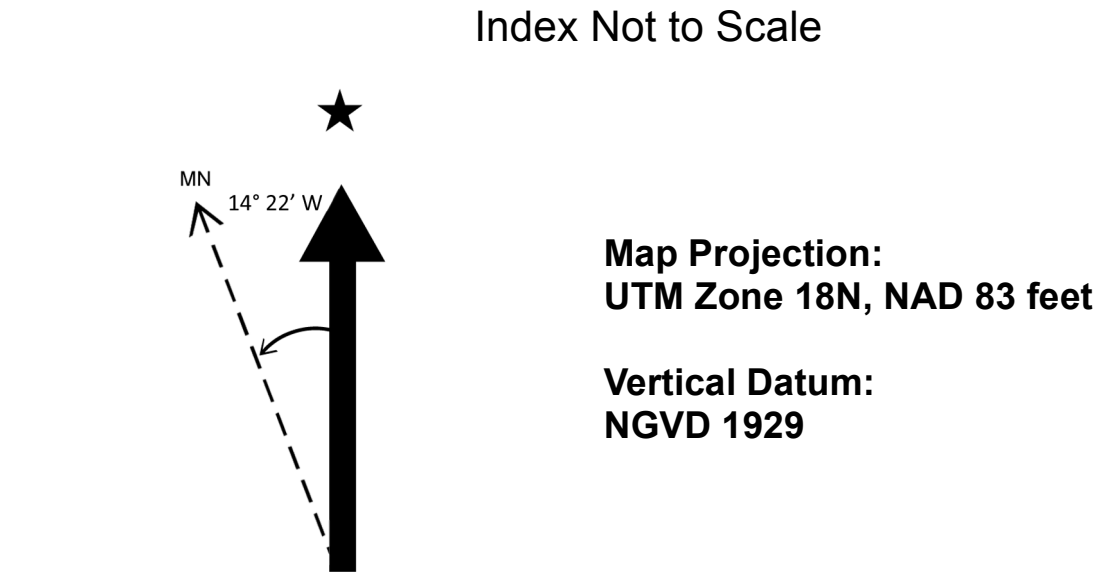 Index Not to Scale
MN
14° 22’ W
Map Projection:
UTM Zone 18N, NAD 83 feet
Vertical Datum:
NGVD 1929